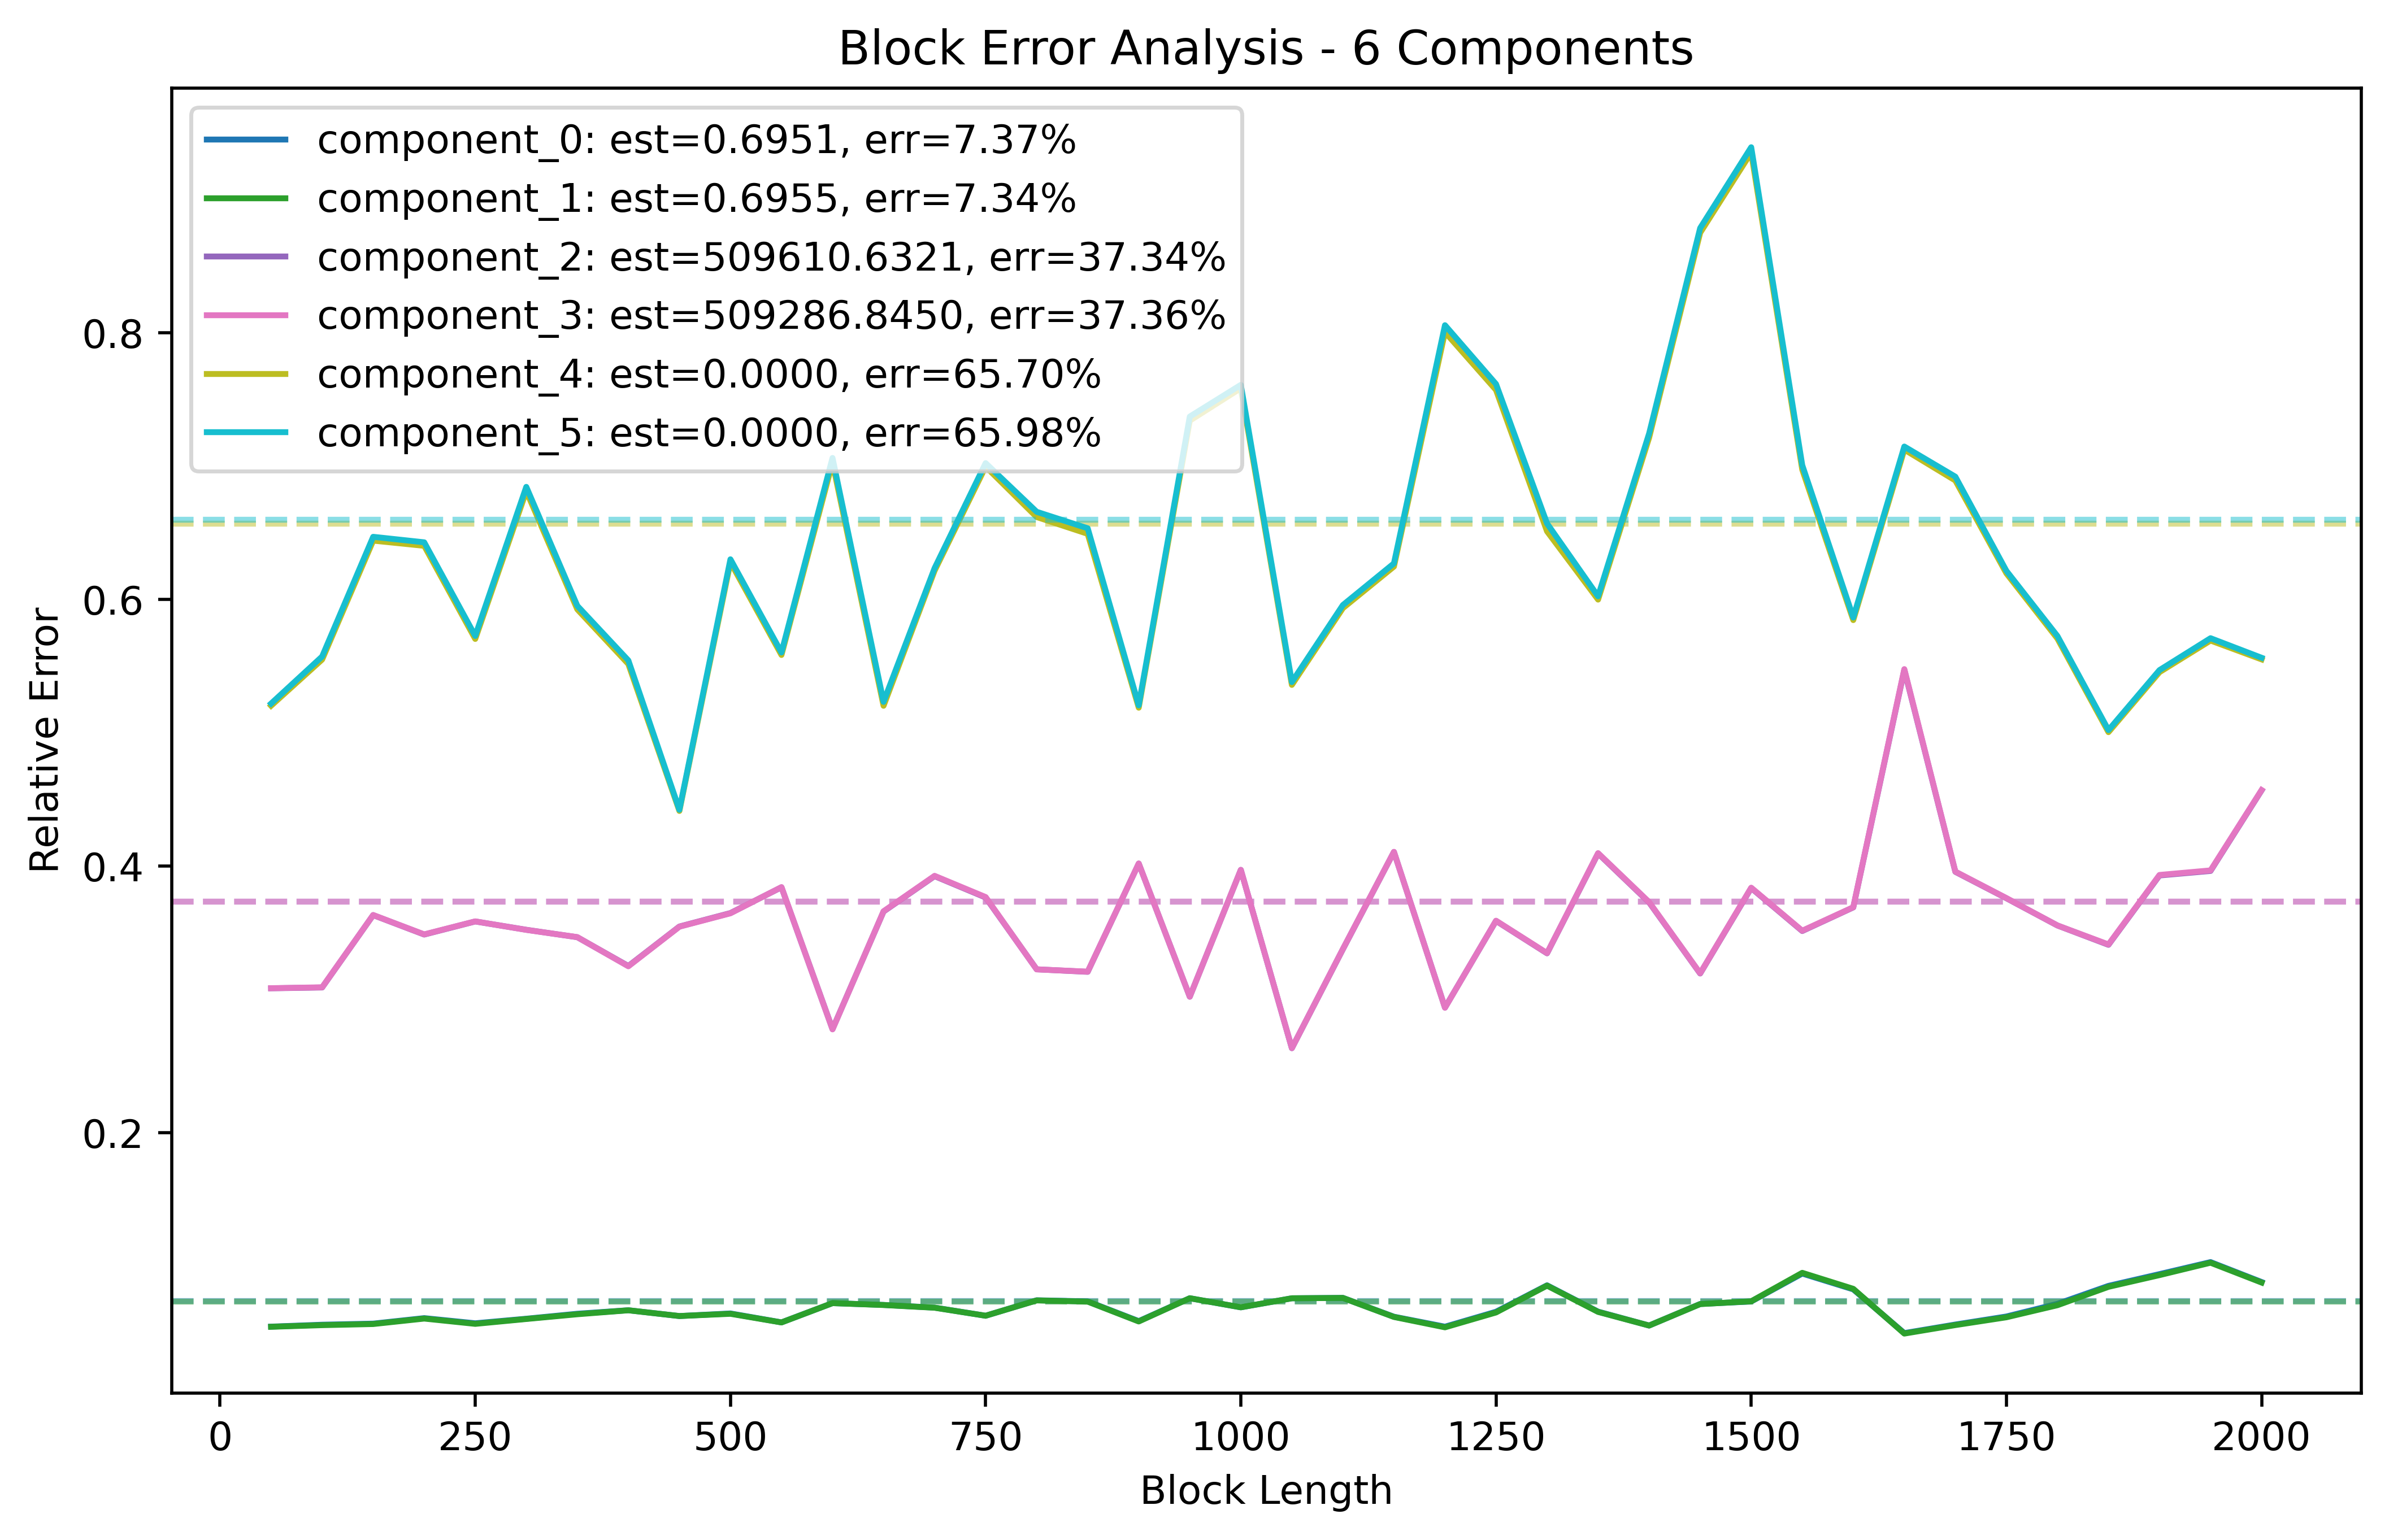 Block Error Analysis - 6 Components
component_0: est=0.6951, err=7.37%
component_1: est=0.6955, err=7.34%
component_2: est=509610.6321, err=37.34%
component_3: est=509286.8450, err=37.36%
component_4: est=0.0000, err=65.70%
component_5: est=0.0000, err=65.98%
Relative Error
0.8
0.6
0.4
0.2
0 250 500 750 1000 1250 1500 1750 2000
Block Length